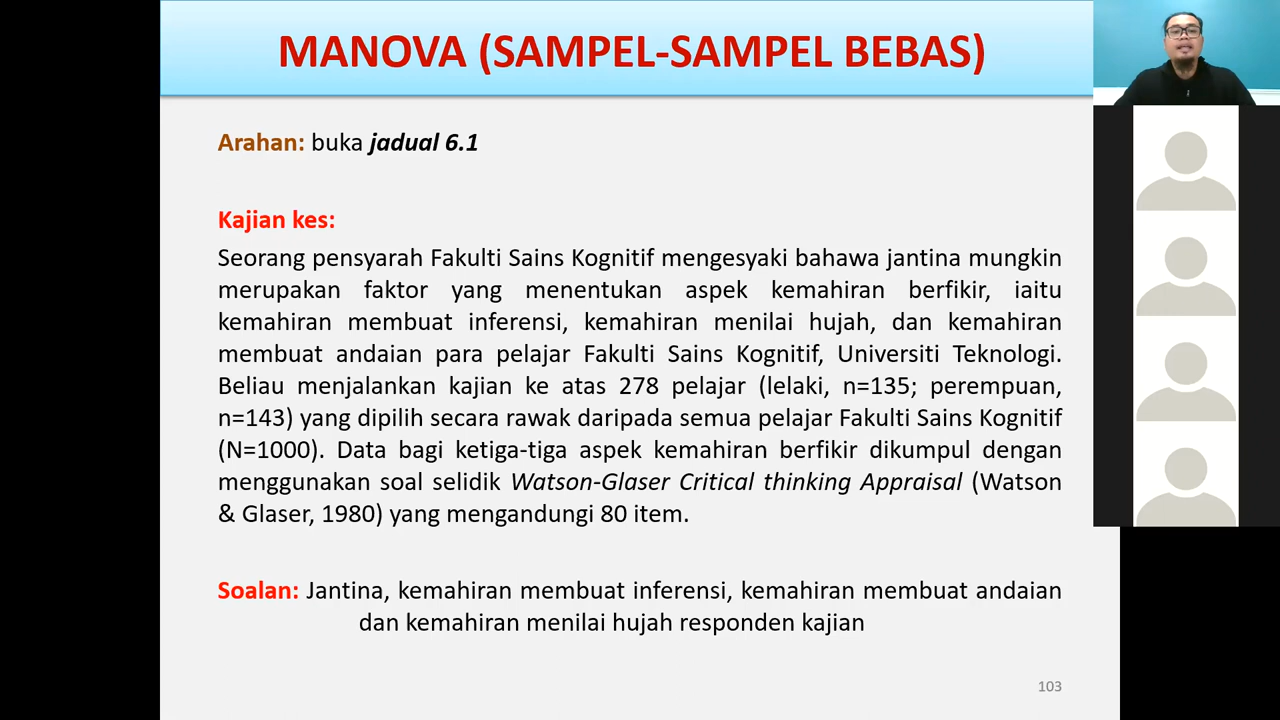 MANOVA (SAMPEL-SAMPEL BEBAS)
Arahan: buka jadual 6.1
Kajian kes:
Seorang pensyarah Fakulti Sains Kognitif mengesyaki bahawa jantina mungkin
merupakan faktor yang menentukan aspek kemahiran berfikir, iaitu
kemahiran membuat inferensi, kemahiran menilai hujah, dan kemahiran
membuat andaian para pelajar Fakulti Sains Kognitif, Universiti Teknologi.
Beliau menjalankan kajian ke atas 278 pelajar (lelaki, n=135; perempuan,
n=143) yang dipilih secara rawak daripada semua pelajar Fakulti Sains Kognitif
(N=1000). Data bagi ketiga-tiga aspek kemahiran berfikir dikumpul dengan
menggunakan soal selidik Watson-Glaser Critical thinking Appraisal (Watson
& Glaser, 1980) yang mengandungi 80 item.
Soalan: Jantina, kemahiran membuat inferensi, kemahiran membuat andaian
dan kemahiran menilai hujah responden kajian
103